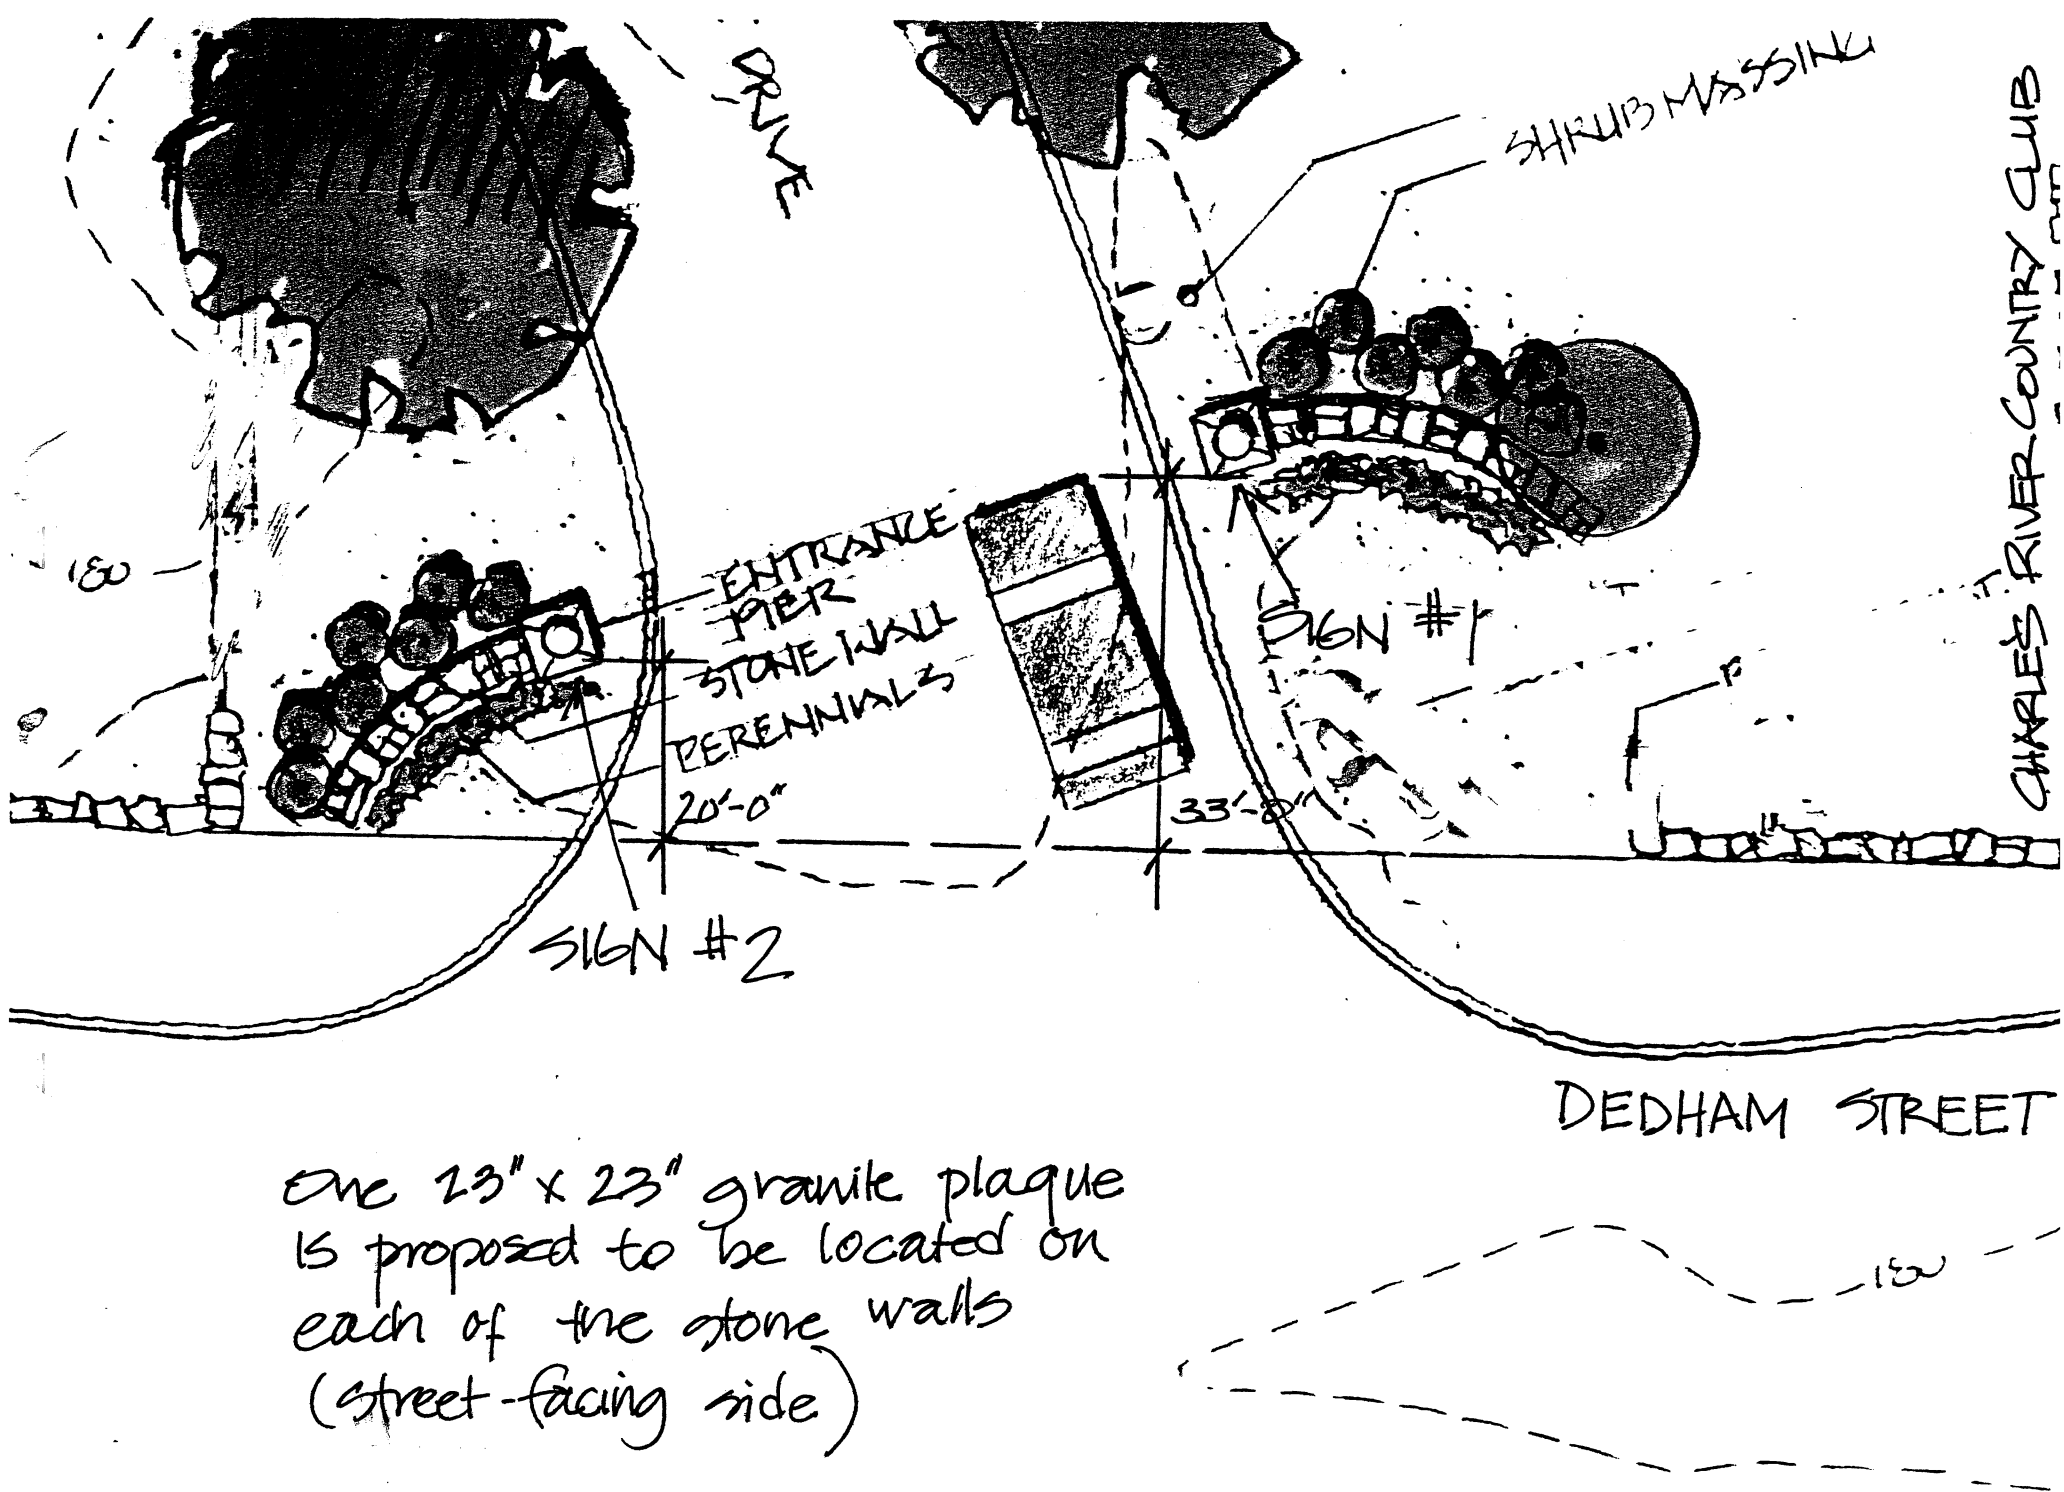 DRIVE
SHRUB MASSING
CHARLES RIVER COUNTRY CLUB
180
ENTRANCE
PIER
STONE WALL
PERENNIALS
SIGN #1
20'-0"
33'-0"
SIGN #2
DEDHAM STREET
One 23" x 23" granite plaque
is proposed to be located on
each of the stone walls
(street-facing side)
180